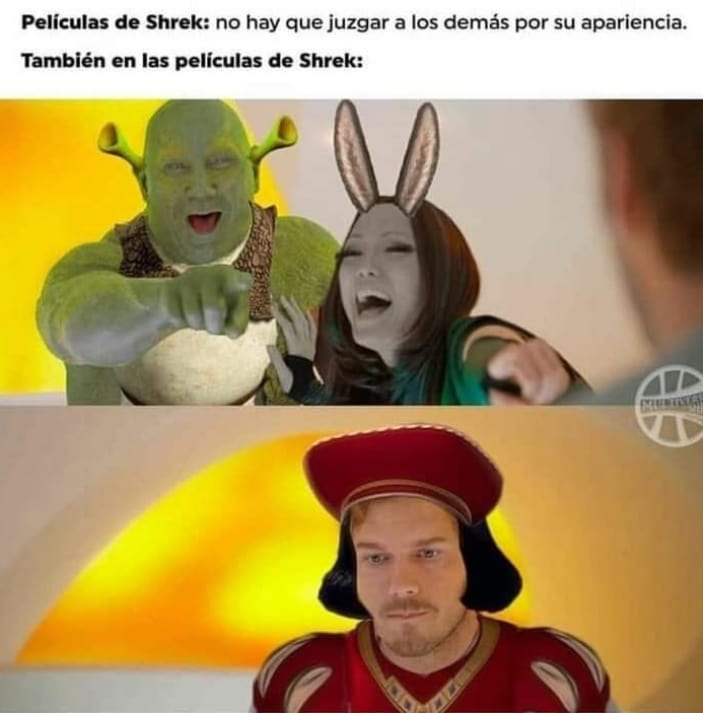 Películas de Shrek: no hay que juzgar a los demás por su apariencia.
También en las películas de Shrek: